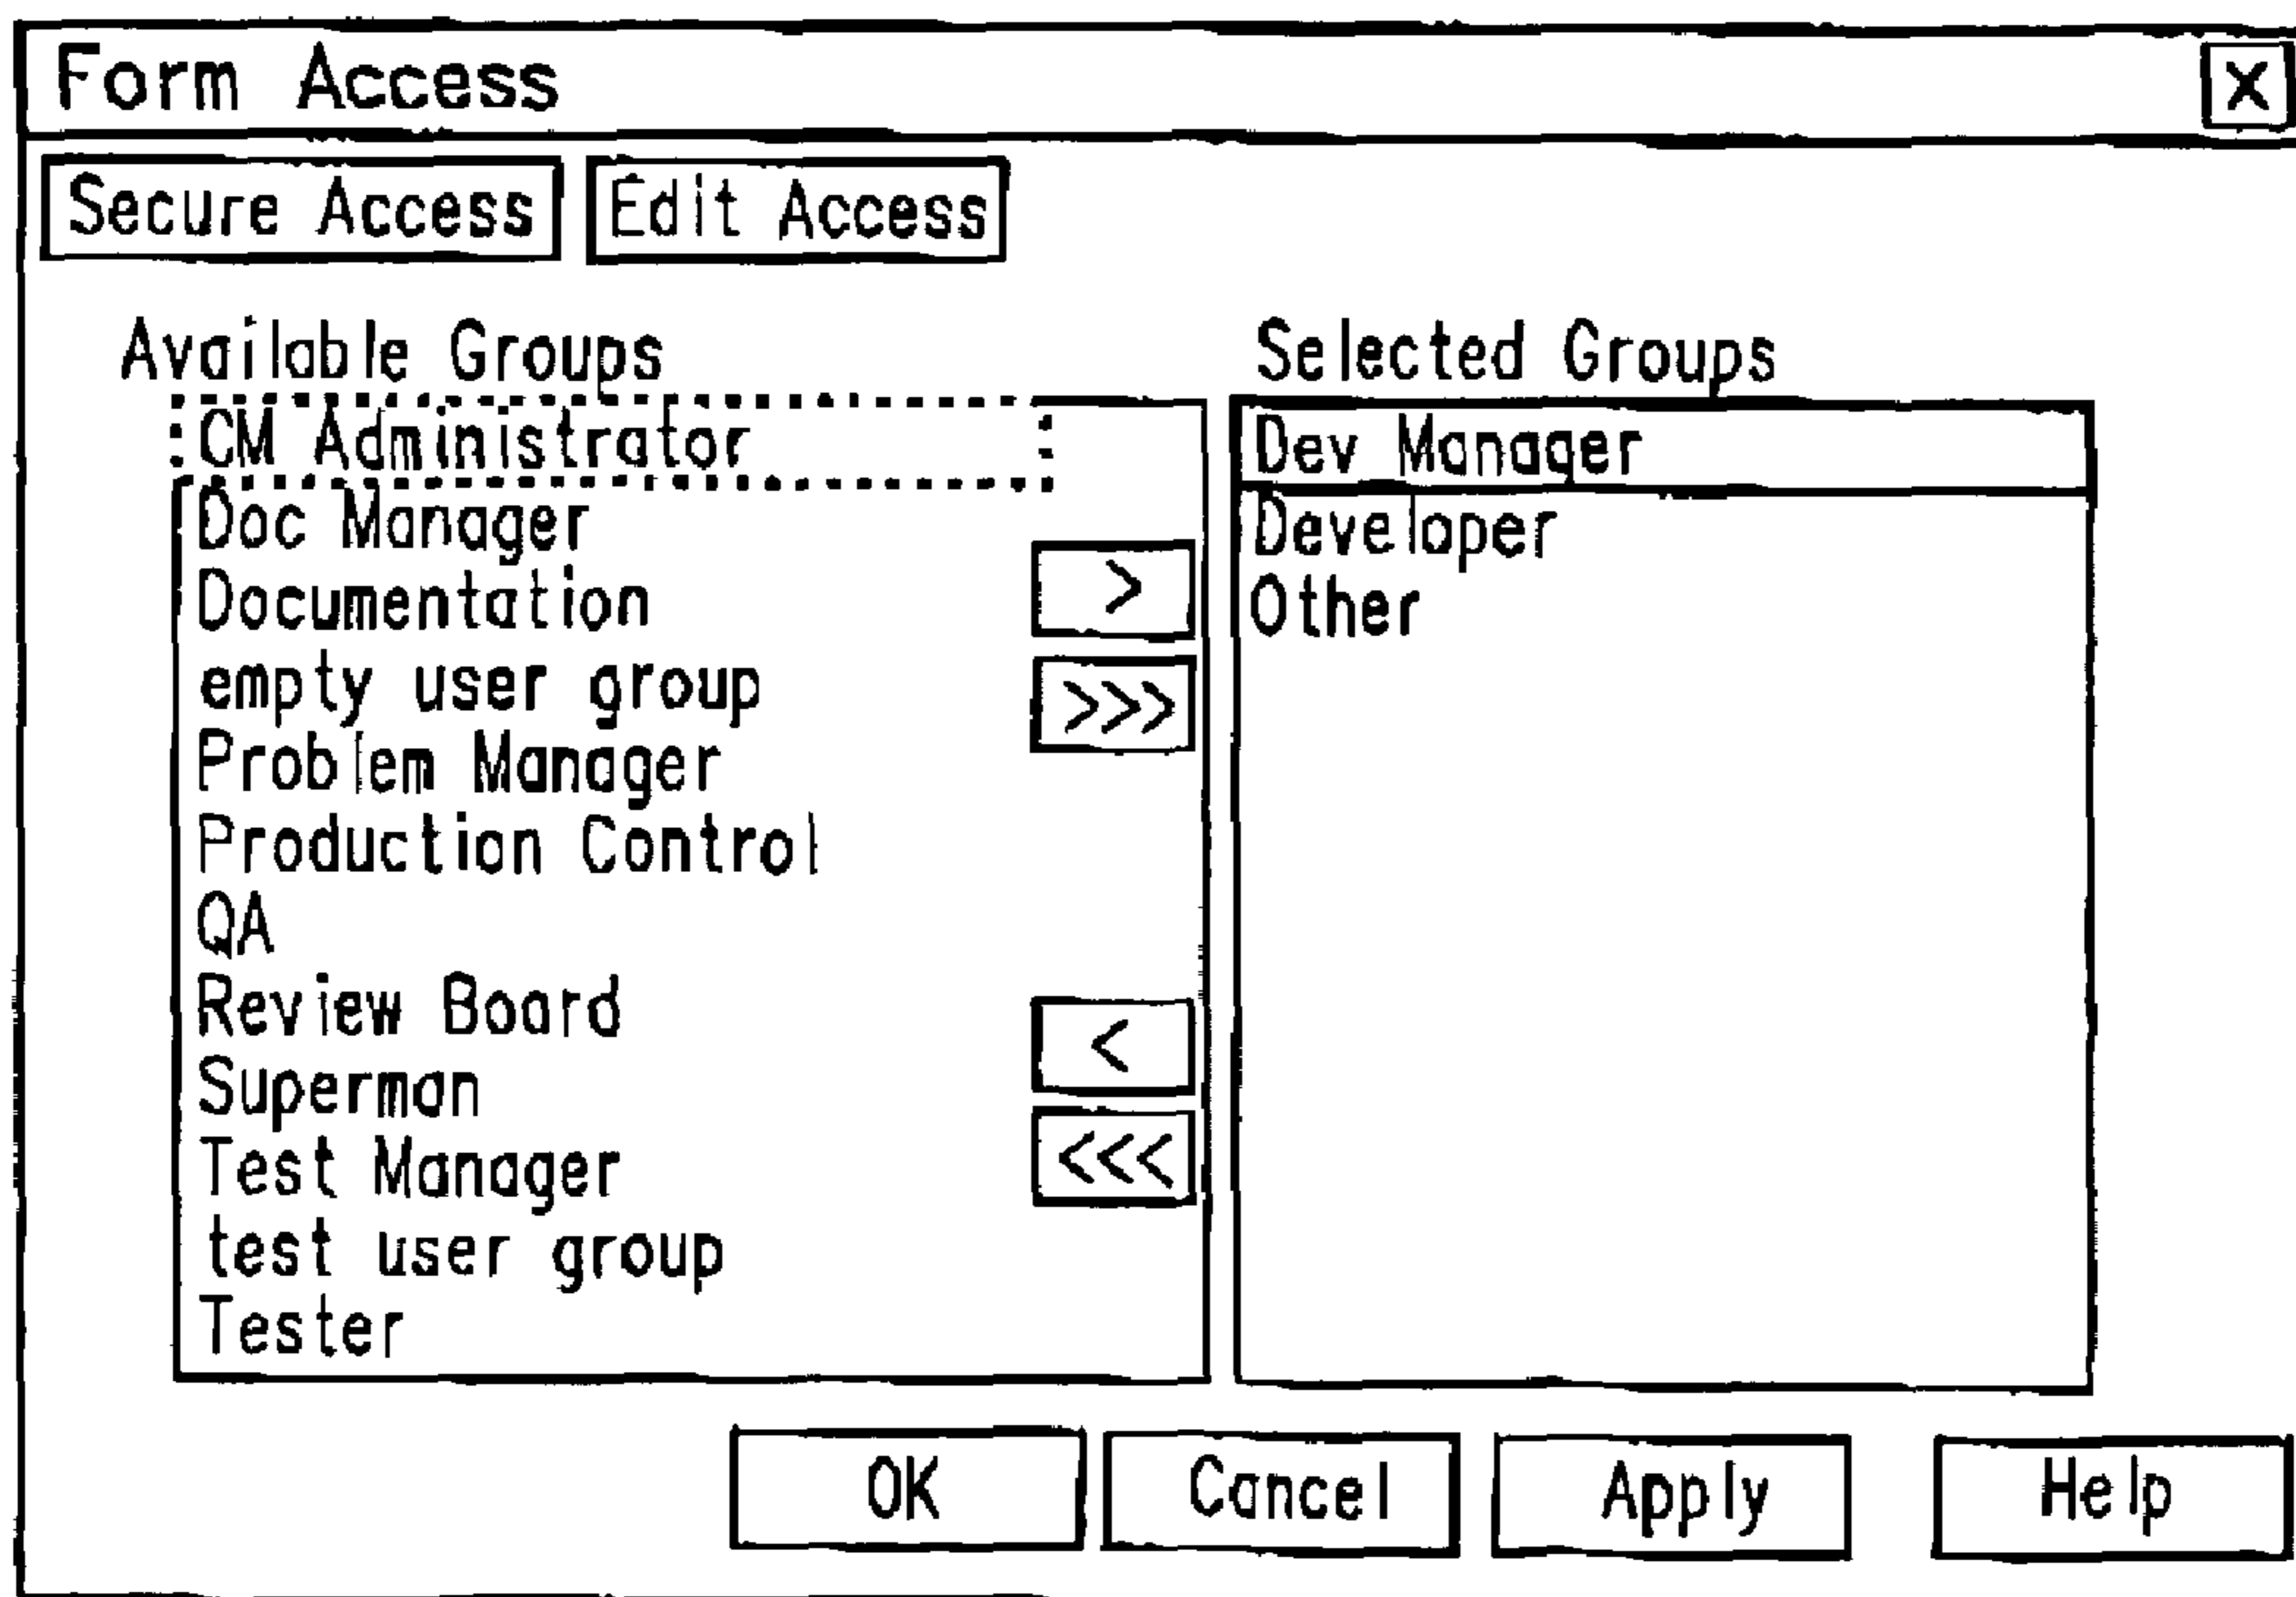 Form Access X
Secure Access Edit Access
Available Groups
CM Administrator
Doc Manager
Documentation
empty user group
Problem Manager
Production Control
QA
Review Board
Superman
Test Manager
test user group
Tester
>
>>>
<
<<<
Selected Groups
Dev Manager
Developer
Other
OK Cancel Apply Help